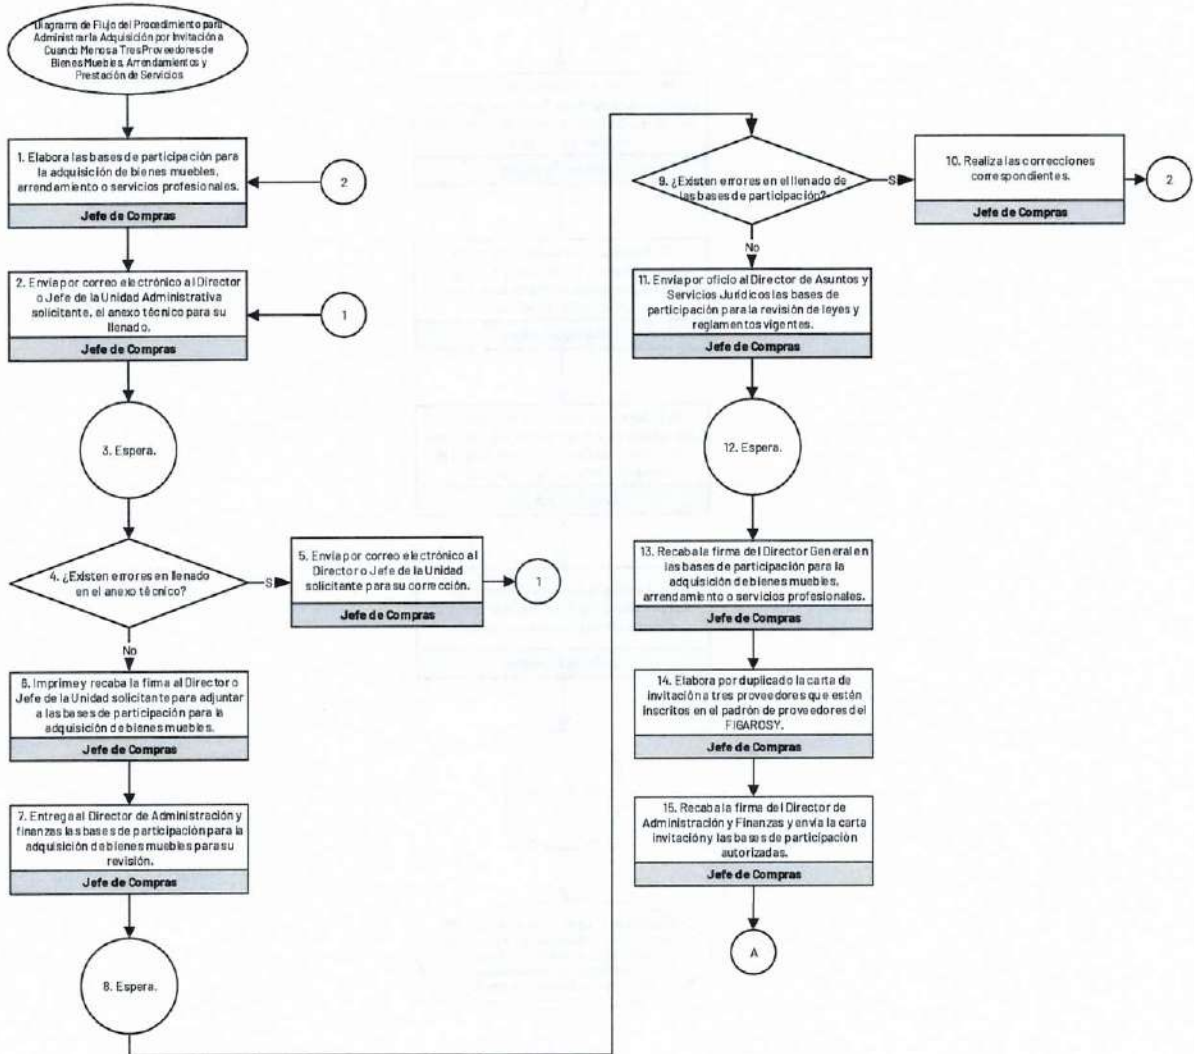 Diagrama de Flujo del Procedimiento para
Administrar la Adquisición por Invitación a
Cuando Menos a Tres Proveedores de
Bienes Muebles, Arrendamientos y
Prestación de Servicios
1. Elabora las bases de participación para
la adquisición de bienes muebles,
arrendamiento o servicios profesionales.
Jefe de Compras
2
2. Envía por correo electrónico al Director
o Jefe de la Unidad Administrativa
solicitante, el anexo técnico para su
llenado.
Jefe de Compras
1
3. Espera.
4. ¿Existen errores en llenado
en el anexo técnico?
S
5. Envía por correo electrónico al
Director o Jefe de la Unidad
solicitante para su corrección.
Jefe de Compras
1
No
6. Imprime y recaba la firma al Director o
Jefe de la Unidad solicitante para adjuntar
a las bases de participación para la
adquisición de bienes muebles.
Jefe de Compras
7. Entrega al Director de Administración y
finanzas las bases de participación para la
adquisición de bienes muebles para su
revisión.
Jefe de Compras
8. Espera.
9. ¿Existen errores en el llenado de
las bases de participación?
S
10. Realiza las correcciones
correspondientes.
Jefe de Compras
2
No
11. Envía por oficio al Director de Asuntos y
Servicios Jurídicos las bases de
participación para la revisión de leyes y
reglamentos vigentes.
Jefe de Compras
12. Espera.
13. Recaba la firma del Director General en
las bases de participación para la
adquisición de bienes muebles,
arrendamiento o servicios profesionales.
Jefe de Compras
14. Elabora por duplicado la carta de
invitación a tres proveedores que estén
inscritos en el padrón de proveedores del
FIGAROSY.
Jefe de Compras
15. Recaba la firma del Director de
Administración y Finanzas y envía la carta
invitación y las bases de participación
autorizadas.
Jefe de Compras
A